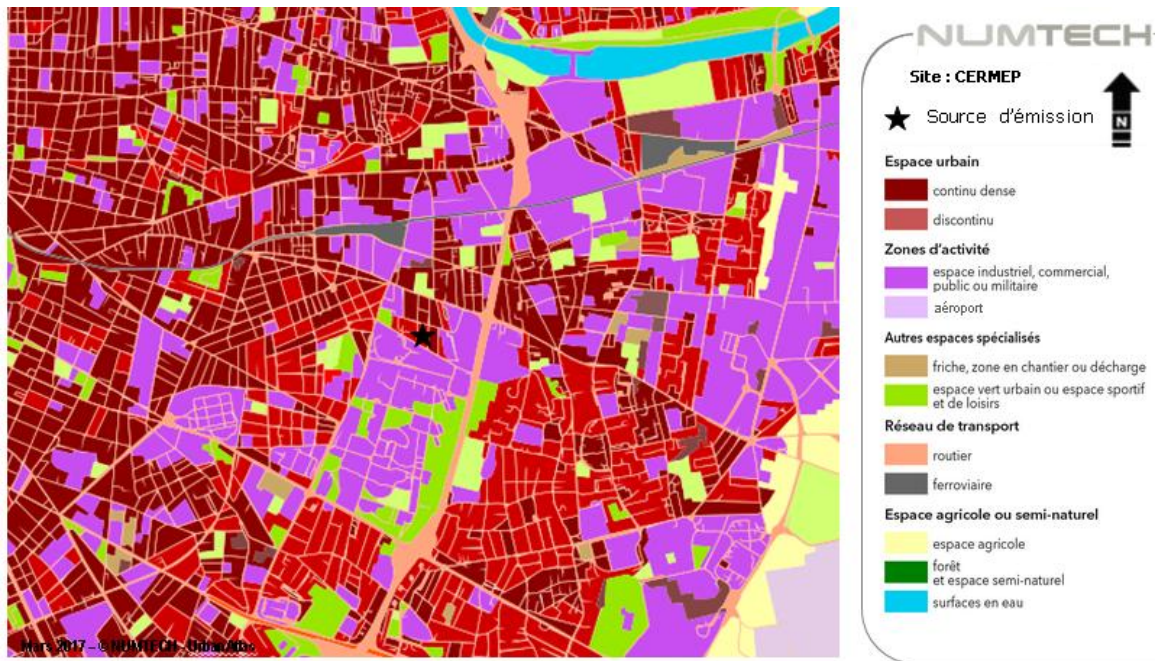 NUMTECH
Site : CERMEP
Source d'émission
N
Espace urbain
continu dense
discontinu
Zones d'activité
espace industriel, commercial,
public ou militaire
aéroport
Autres espaces spécialisés
friche, zone en chantier ou décharge
espace vert urbain ou espace sportif
et de loisirs
Réseau de transport
routier
ferroviaire
Espace agricole ou semi-naturel
espace agricole
forêt
et espace semi-naturel
surfaces en eau
Mars 2017 – © NUMTECH - Urban Atlas